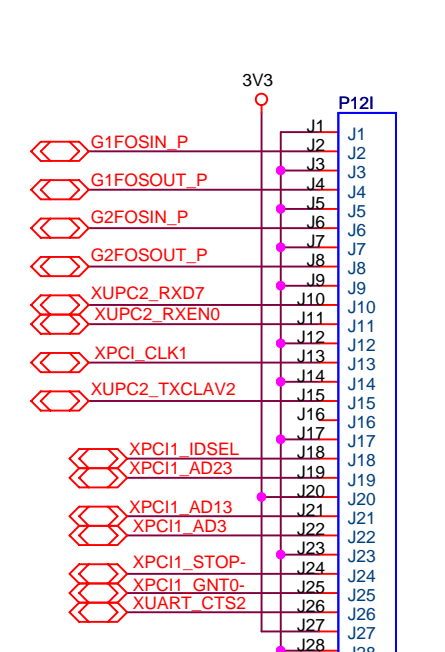 3V3
P12I
J1 J1
G1FOSIN_P J2 J2
J3 J3
G1FOSOUT_P J4 J4
J5 J5
G2FOSIN_P J6 J6
J7 J7
G2FOSOUT_P J8 J8
J9 J9
XUPC2_RXD7 J10 J10
XUPC2_RXEN0 J11 J11
J12 J12
XPCI_CLK1 J13 J13
J14 J14
XUPC2_TXCLAV2 J15 J15
J16 J16
J17 J17
XPCI1_IDSEL J18 J18
XPCI1_AD23 J19 J19
J20 J20
XPCI1_AD13 J21 J21
XPCI1_AD3 J22 J22
J23 J23
XPCI1_STOP- J24 J24
XPCI1_GNT0- J25 J25
XUART_CTS2 J26 J26
J27 J27
J28 J28